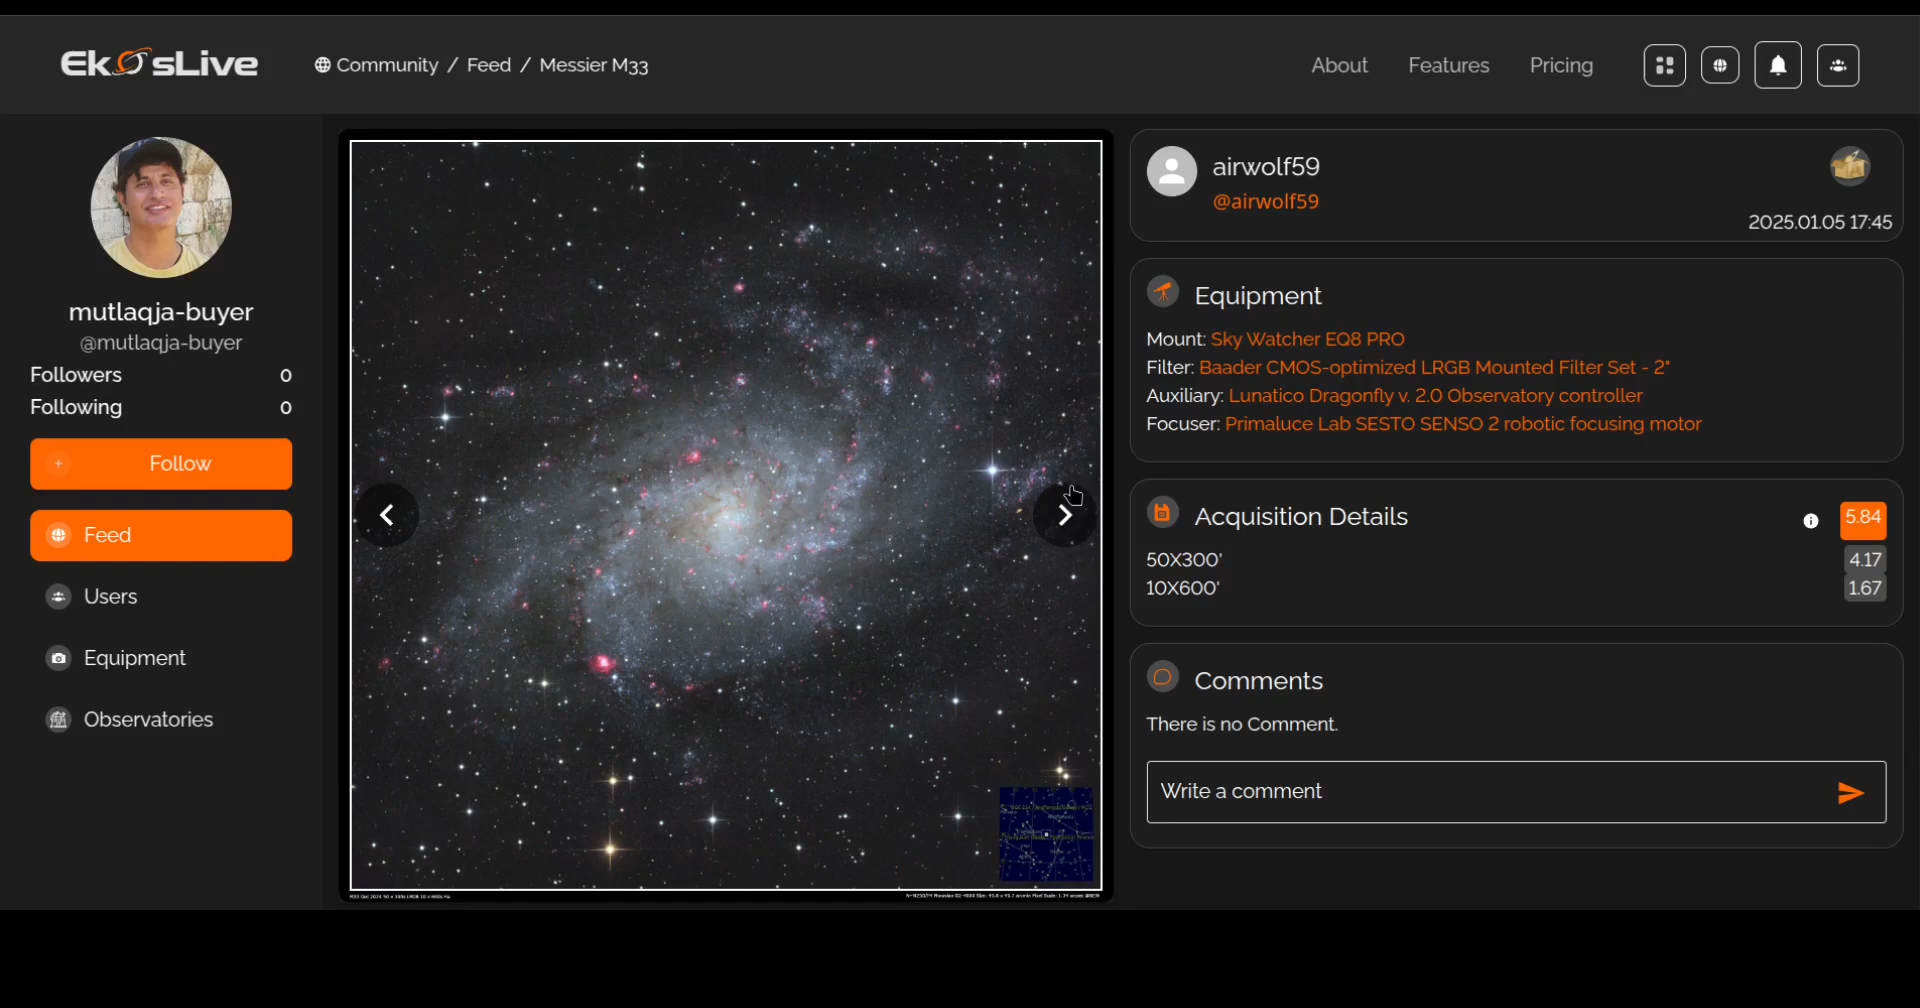 EkosLive
Community / Feed / Messier M33
About
Features
Pricing
mutlaqja-buyer
@mutlaqja-buyer
Followers 0
Following 0
+ Follow
Feed
Users
Equipment
Observatories
airwolf59
@airwolf59
2025.01.05 17:45
Equipment
Mount: Sky Watcher EQ8 PRO
Filter: Baader CMOS-optimized LRGB Mounted Filter Set - 2"
Auxiliary: Lunatico Dragonfly v. 2.0 Observatory controller
Focuser: Primaluce Lab SESTO SENSO 2 robotic focusing motor
Acquisition Details
5.84
50X300' 4.17
10X600' 1.67
Comments
There is no Comment.
Write a comment